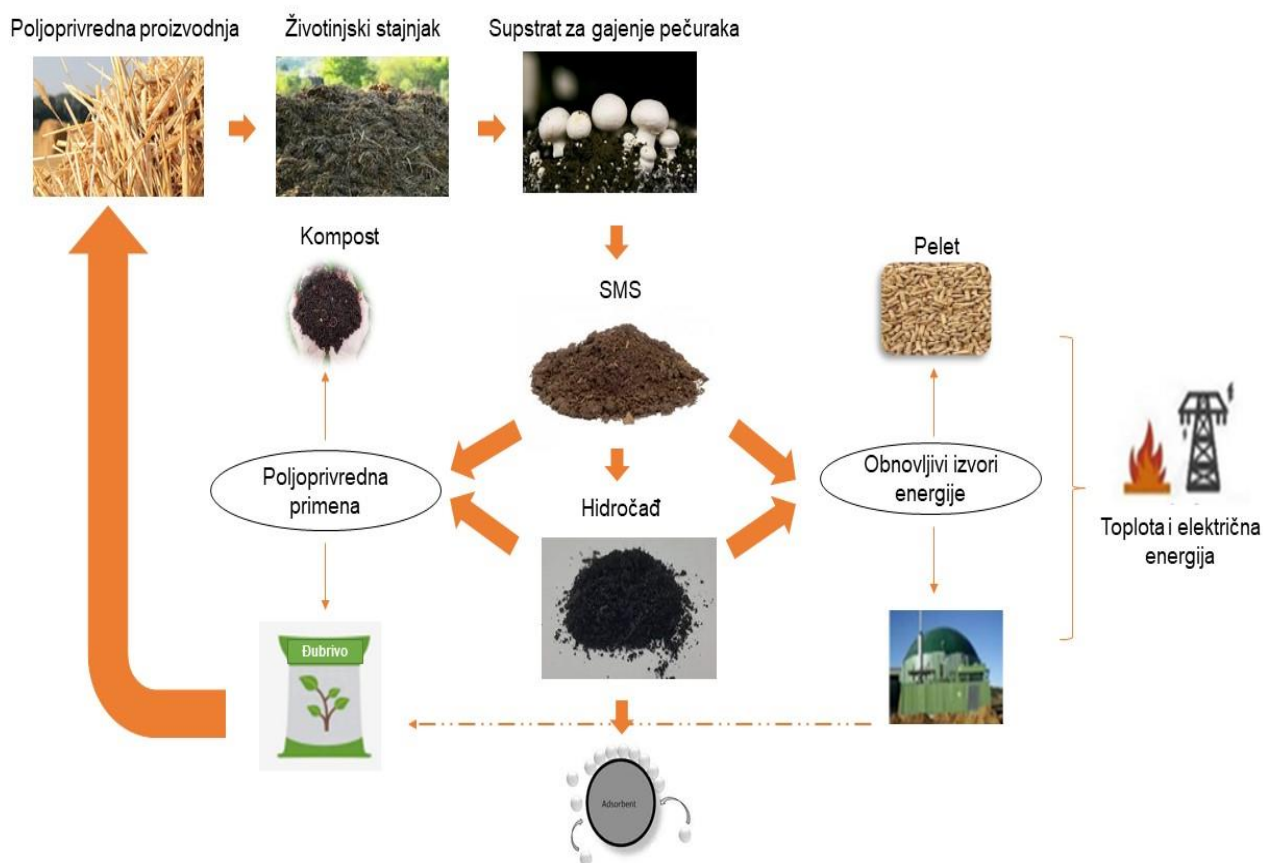 Poljoprivredna proizvodnja
Životinjski stajnjak
Supstrat za gajenje pečuraka
Kompost
SMS
Pelet
Poljoprivredna
primena
Obnovljivi izvori
energije
Hidročađ
Toplota i električna
energija
Đubrivo
Adsorbent